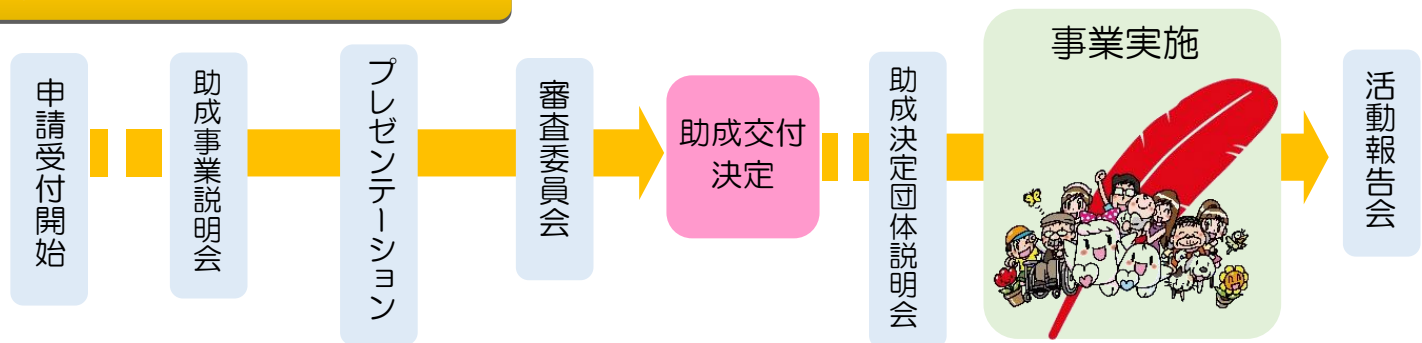 申請受付開始
助成事業説明会
プレゼンテーション
審査委員会
助成交付
決定
助成決定団体説明会
事業実施
活動報告会